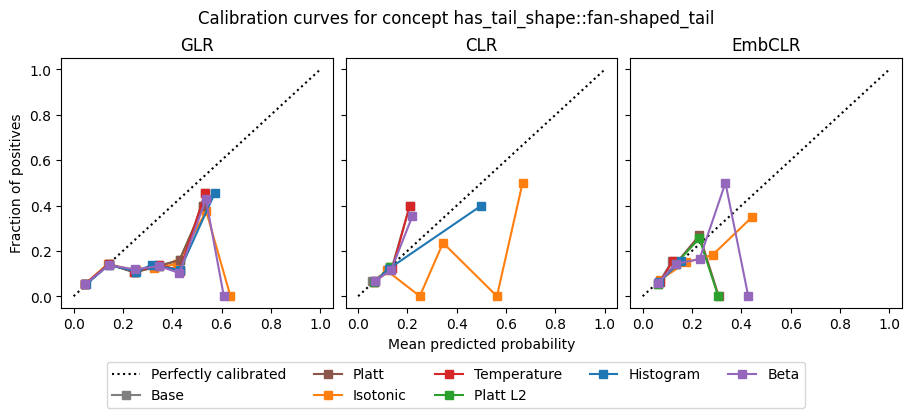 Calibration curves for concept has_tail_shape::fan-shaped_tail
GLR
CLR
EmbCLR
Fraction of positives
1.0
0.8
0.6
0.4
0.2
0.0
0.0 0.2 0.4 0.6 0.8 1.0
0.0 0.2 0.4 0.6 0.8 1.0
0.0 0.2 0.4 0.6 0.8 1.0
Mean predicted probability
Perfectly calibrated
Base
Platt
Isotonic
Temperature
Platt L2
Histogram
Beta